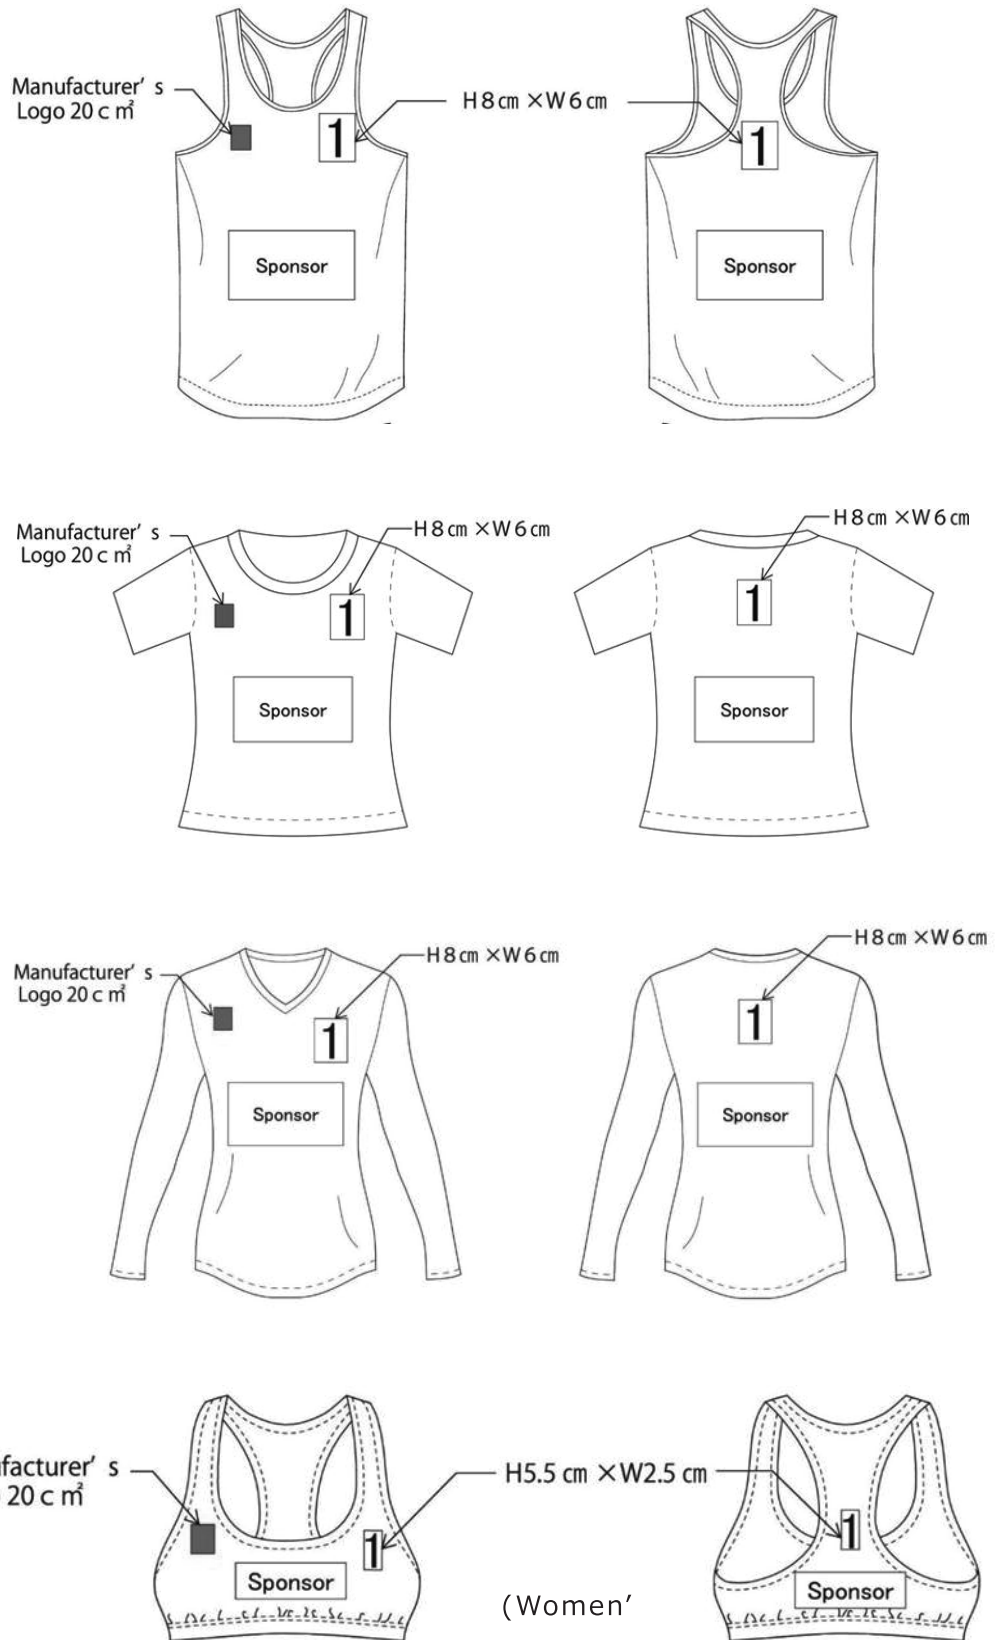 Manufacturer’ s
Logo 20 c ㎡
1
H 8 ㎝ ×W 6 ㎝
1
Sponsor
Sponsor
Manufacturer’ s
Logo 20 c ㎡
H 8 ㎝ ×W 6 ㎝
H 8 ㎝ ×W 6 ㎝
1
1
Sponsor
Sponsor
Manufacturer’ s
Logo 20 c ㎡
H 8 ㎝ ×W 6 ㎝
H 8 ㎝ ×W 6 ㎝
1
1
Sponsor
Sponsor
facturer’ s
20 c ㎡
H5.5 ㎝ ×W2.5 ㎝
1
1
Sponsor
Sponsor
(Women’